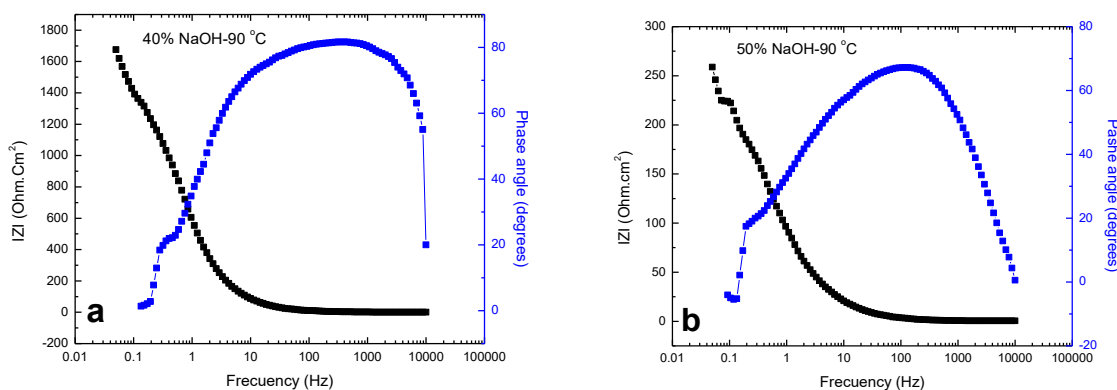 40% NaOH-90 °C
1800
1600
1400
1200
1000
800
600
400
200
0
-200
IZI (Ohm.Cm²)
80
60
40
20
0
Phase angle (degrees)
0.01 0.1 1 10 100 1000 10000 100000
Frecuency (Hz)
a
50% NaOH-90 °C
300
250
200
150
100
50
0
IZI (Ohm.cm²)
80
60
40
20
0
-20
Pasne angle (degrees)
0.01 0.1 1 10 100 1000 10000 100000
Frecuency (Hz)
b